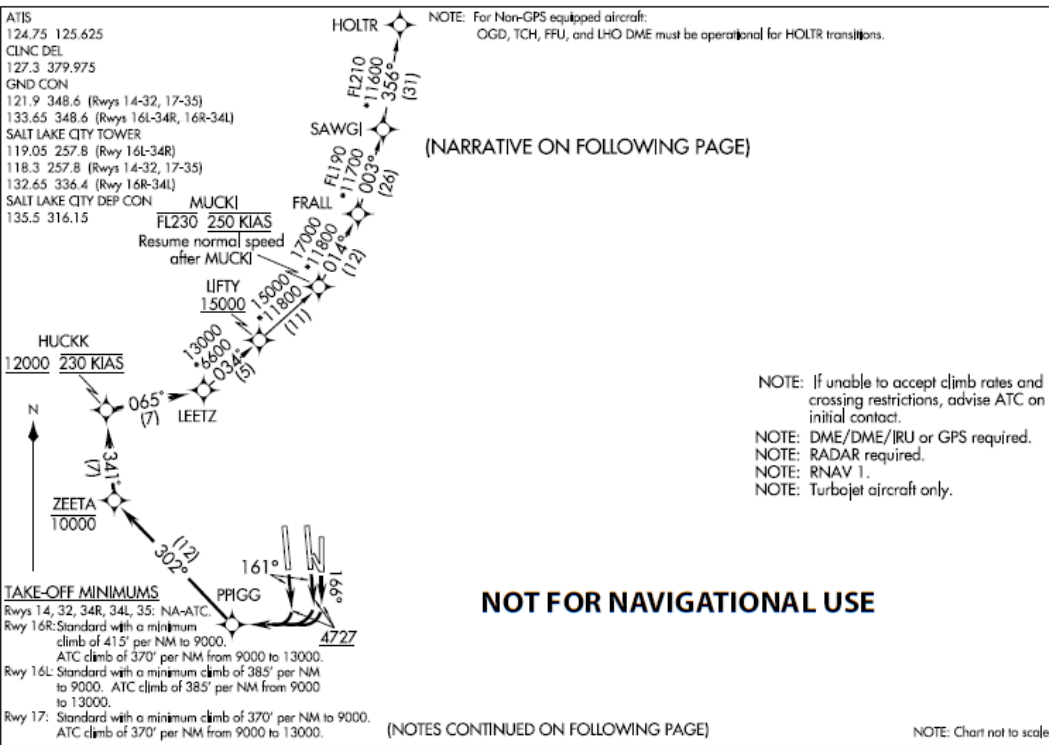 ATIS
124.75 125.625
CLNC DEL
127.3 379.975
GND CON
121.9 348.6 (Rwys 14-32, 17-35)
133.65 348.6 (Rwys 16L-34R, 16R-34L)
SALT LAKE CITY TOWER
119.05 257.8 (Rwy 16L-34R)
118.3 257.8 (Rwys 14-32, 17-35)
132.65 336.4 (Rwy 16R-34L)
SALT LAKE CITY DEP CON
135.5 316.15
NOTE: For Non-GPS equipped aircraft:
OGD, TCH, FFU, and LHO DME must be operational for HOLTR transitions.
HOLTR
FL210
*11600
356°
(31)
SAWGI
(NARRATIVE ON FOLLOWING PAGE)
FL190
*11700
003°
(26)
FRALL
MUCKI
FL230 250 KIAS
Resume normal speed
after MUCKI
17000
*11800
014°
(12)
LIFTY
15000
15000
*11800
(11)
HUCKK
12000 230 KIAS
13000
*6600
034°
(5)
065°
(7)
LEETZ
N
341°
(7)
ZEETA
10000
(12)
302°
NOTE: If unable to accept climb rates and
crossing restrictions, advise ATC on
initial contact.
NOTE: DME/DME/IRU or GPS required.
NOTE: RADAR required.
NOTE: RNAV 1.
NOTE: Turbojet aircraft only.
161°
166°
PPIGG
4727
NOT FOR NAVIGATIONAL USE
TAKE-OFF MINIMUMS
Rwys 14, 32, 34R, 34L, 35: NA-ATC.
Rwy 16R: Standard with a minimum
climb of 415' per NM to 9000.
ATC climb of 370' per NM from 9000 to 13000.
Rwy 16L: Standard with a minimum climb of 385' per NM
to 9000. ATC climb of 385' per NM from 9000
to 13000.
Rwy 17: Standard with a minimum climb of 370' per NM to 9000.
ATC climb of 370' per NM from 9000 to 13000.
(NOTES CONTINUED ON FOLLOWING PAGE)
NOTE: Chart not to scale